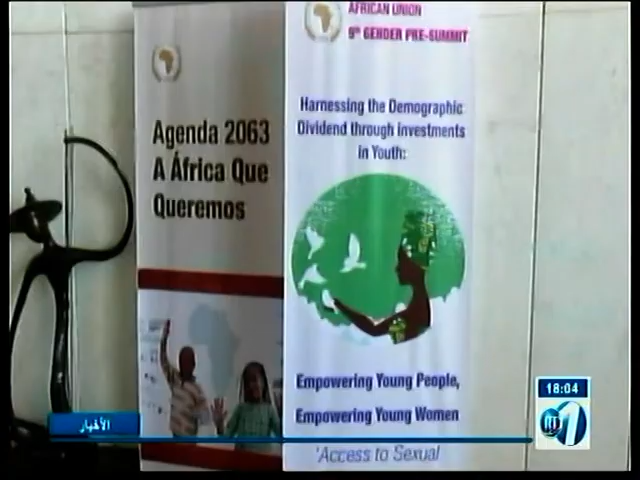 Agenda 2063
A África Que
Queremos
AFRICAN UNION
9th GENDER PRE-SUMMIT
Harnessing the Demographic
Dividend through Investments
in Youth:
Empowering Young People,
Empowering Young Women
'Access to Sexual
18:04
الأخبار